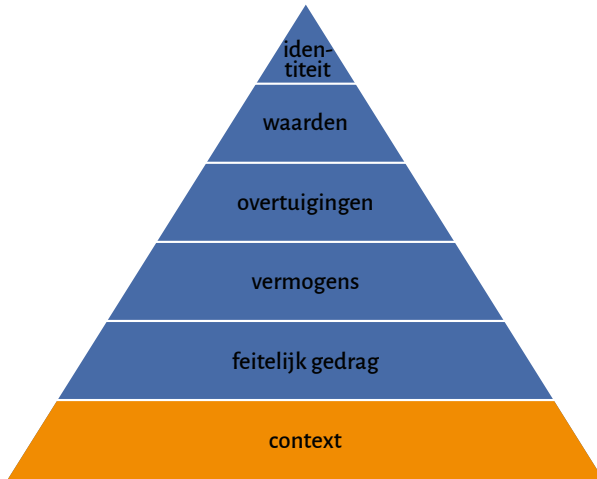 iden-
titeit
waarden
overtuigingen
vermogens
feitelijk gedrag
context